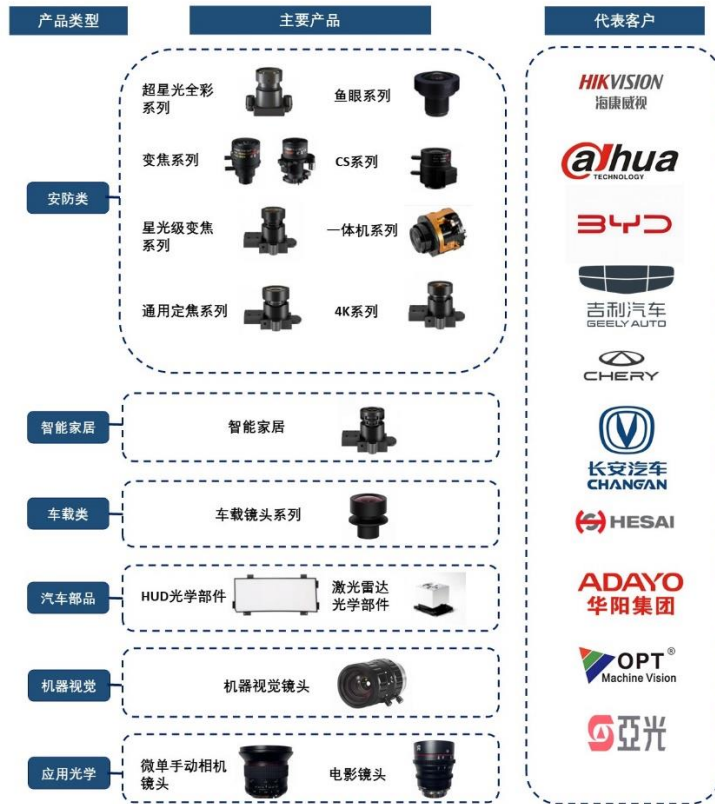 产品类型
主要产品
代表客户
安防类
超星光全彩
系列
鱼眼系列
变焦系列
CS系列
星光级变焦
系列
一体机系列
通用定焦系列
4K系列
智能家居
智能家居
车载类
车载镜头系列
汽车部品
HUD光学部件
激光雷达
光学部件
机器视觉
机器视觉镜头
应用光学
微单手动相机
镜头
电影镜头
HIKVISION
海康威视
alhua
TECHNOLOGY
BYD
吉利汽车
GEELY AUTO
CHERY
长安汽车
CHANGAN
HESAI
ADAYO
华阳集团
OPT®
Machine Vision
亞光